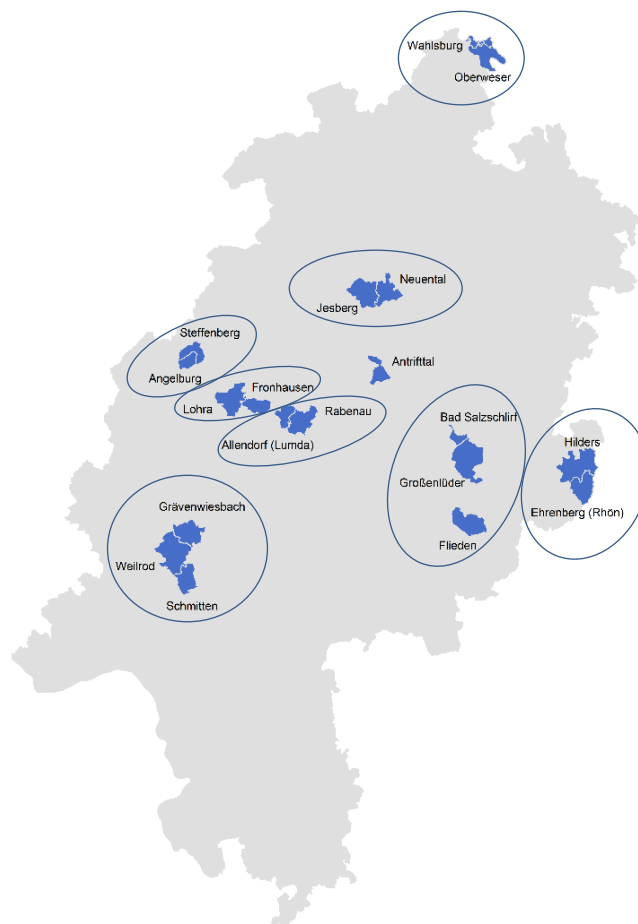 Wahlsburg
Oberweser
Neuental
Jesberg
Steffenberg
Angelburg
Antrifttal
Fronhausen
Lohra
Rabenau
Allendorf (Lumda)
Bad Salzschlirf
Großenlüder
Flieden
Hilders
Ehrenberg (Rhön)
Grävenwiesbach
Weilrod
Schmitten